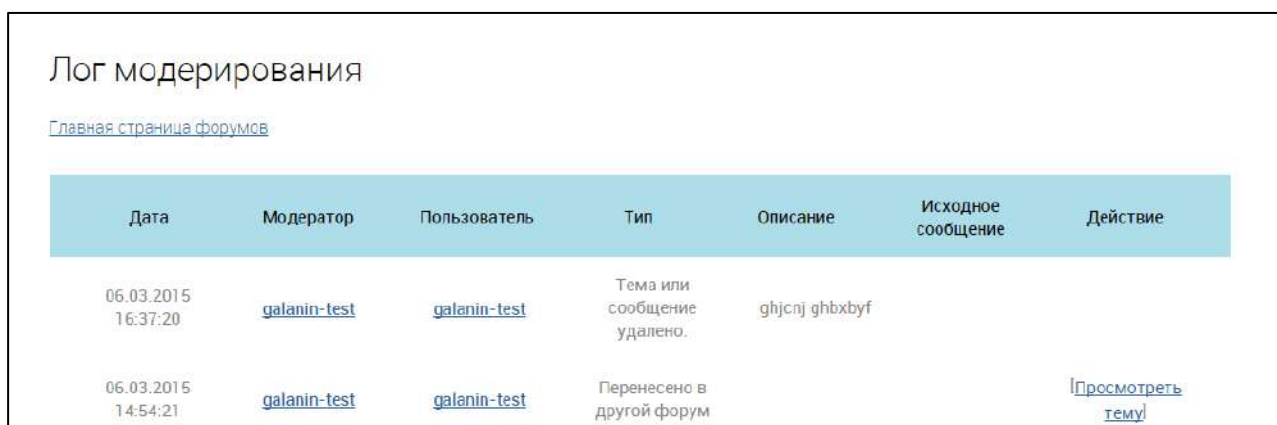 Лог модерирования
Главная страница форумов
Дата Модератор Пользователь Тип Описание Исходное сообщение Действие
06.03.2015 16:37:20 galanin-test galanin-test Тема или сообщение удалено. ghjcnj ghbxbyf
06.03.2015 14:54:21 galanin-test galanin-test Перенесено в другой форум [Просмотреть тему]